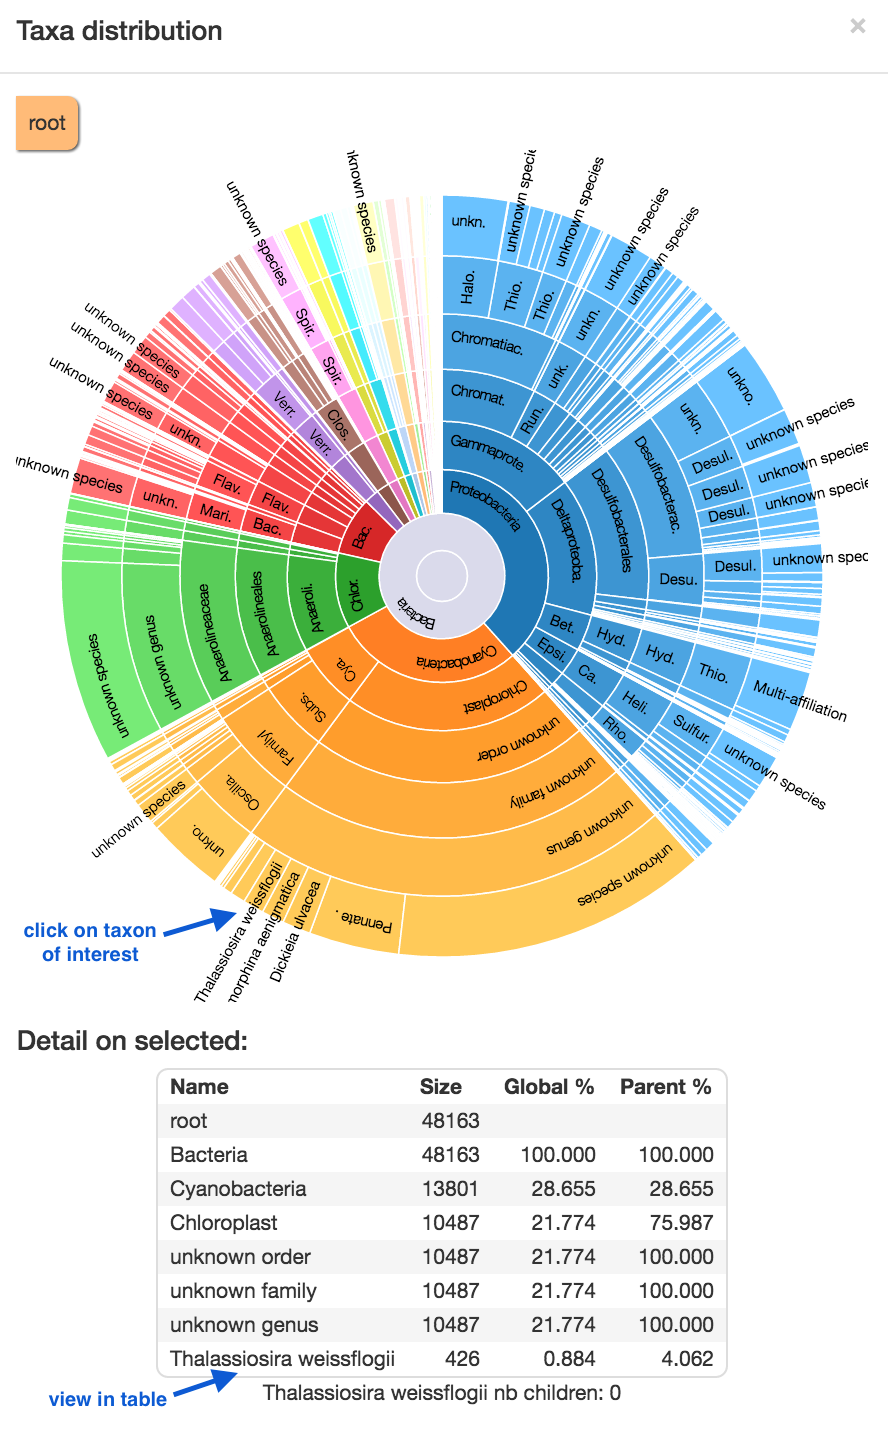 Taxa distribution
×
root
unkn.
unknown species
unknown species
unknown species
unknown species
Halo.
Thio.
Thio.
unkn.
Chromatiac.
unk.
Chromat.
Run.
Gammaprote.
Proteobacteria
unkno.
unkn.
unknown species
Desulfobacterac.
Desul.
unknown species
Desulfobacterales
Desul.
unknown specie
Desul.
Deltaproteoba.
Desu.
Desul.
unknown spec
Bet.
Hyd.
Hyd.
Thio.
Multi-affiliation
Epsi.
Ca.
Heli.
Sulfur.
unknown species
Rho.
Bacteria
Cyanobacteria
Chloroplast
unknown order
unknown family
unknown genus
unknown species
Pennate .
Dickieia ulvacea
morphina aenigmatica
Thalassiosira weissflogii
Cya.
Subs.
FamilyI
Oscilla.
unkno.
unknown species
Chlor.
Anaeroli.
Anaerolineales
Anaerolineaceae
unknown genus
unknown species
Bac.
Bac.
Mari.
unkn.
nknown species
Flav.
Flav.
unkn.
unknown species
unknown species
unknown species
Verr.
Verr.
Clos.
Spir.
Spir.
unknown species
known species
click on taxon
of interest
Detail on selected:
Name Size Global % Parent %
root 48163
Bacteria 48163 100.000 100.000
Cyanobacteria 13801 28.655 28.655
Chloroplast 10487 21.774 75.987
unknown order 10487 21.774 100.000
unknown family 10487 21.774 100.000
unknown genus 10487 21.774 100.000
Thalassiosira weissflogii 426 0.884 4.062
view in table
Thalassiosira weissflogii nb children: 0